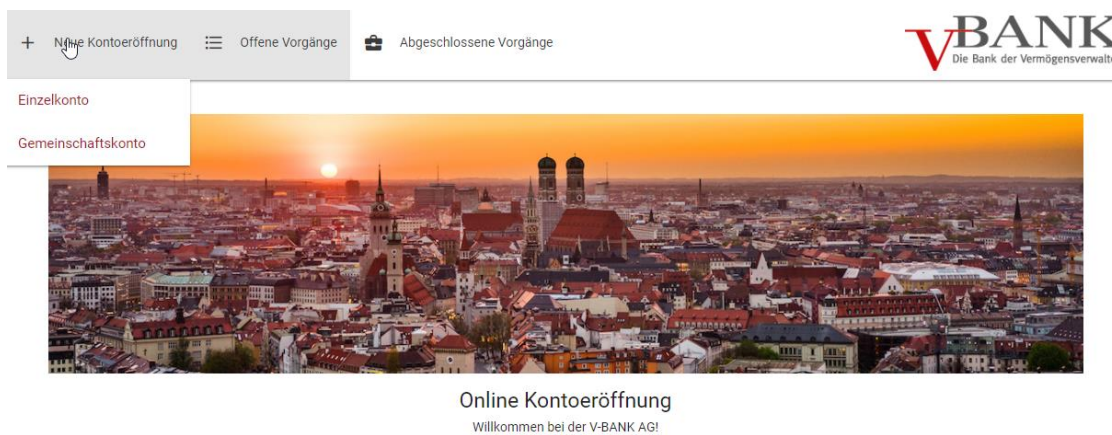 Neue Kontoeröffnung
Offene Vorgänge
Abgeschlossene Vorgänge
VBANK
Die Bank der Vermögensverwalte
Einzelkonto
Gemeinschaftskonto
Online Kontoeröffnung
Willkommen bei der V-BANK AG!